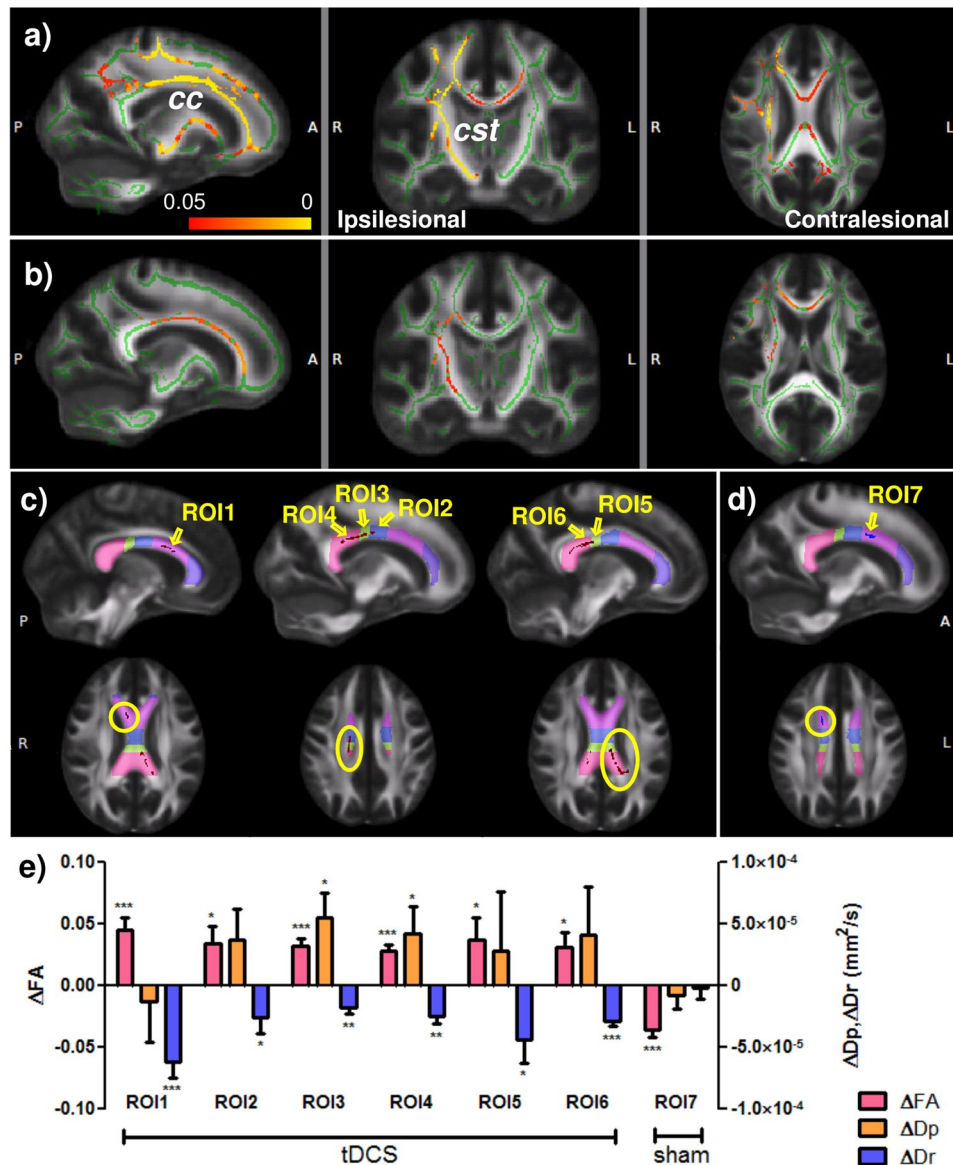 a)
cc
cst
P
A
R
L
R
L
0.05
0
Ipsilesional
Contralesional
b)
P
A
R
L
R
L
c)
ROI1
ROI4
ROI3
ROI2
ROI6
ROI5
d)
ROI7
P
A
R
L
e)
0.10
0.05
0.00
-0.05
-0.10
ΔFA
***
***
*
*
***
*
**
***
*
**
*
*
*
***
***
1.0×10⁻⁴
5.0×10⁻⁵
0
-5.0×10⁻⁵
-1.0×10⁻⁴
ΔDp,ΔDr (mm²/s)
ROI1 ROI2 ROI3 ROI4 ROI5 ROI6 ROI7
tDCS
sham
ΔFA
ΔDp
ΔDr